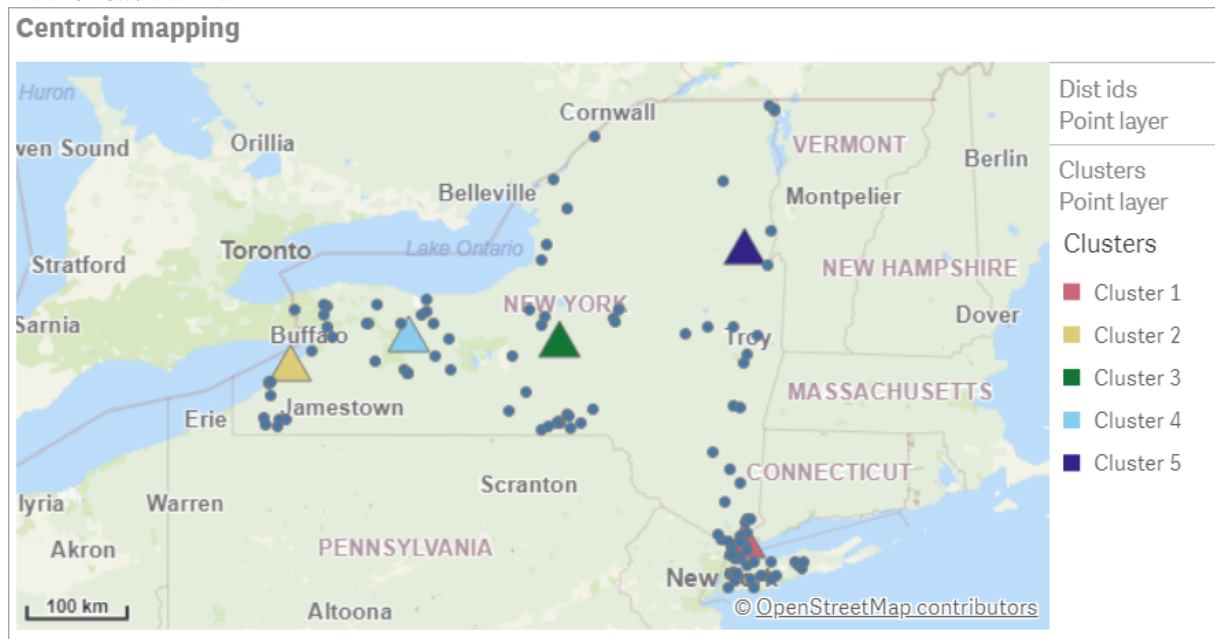 Centroid mapping
Huron
Cornwall
wen Sound
Orillia
VERMONT
Berlin
Belleville
Montpelier
Toronto
Lake Ontario
Stratford
NEW HAMPSHIRE
NEW YORK
Sarnia
Buffalo
Troy
Dover
MASSACHUSETTS
Erie
Jamestown
CONNECTICUT
Scranton
lyria
Warren
PENNSYLVANIA
Akron
New York
100 km
Altoona
© OpenStreetMap contributors
Dist ids
Point layer
Clusters
Point layer
Clusters
Cluster 1
Cluster 2
Cluster 3
Cluster 4
Cluster 5